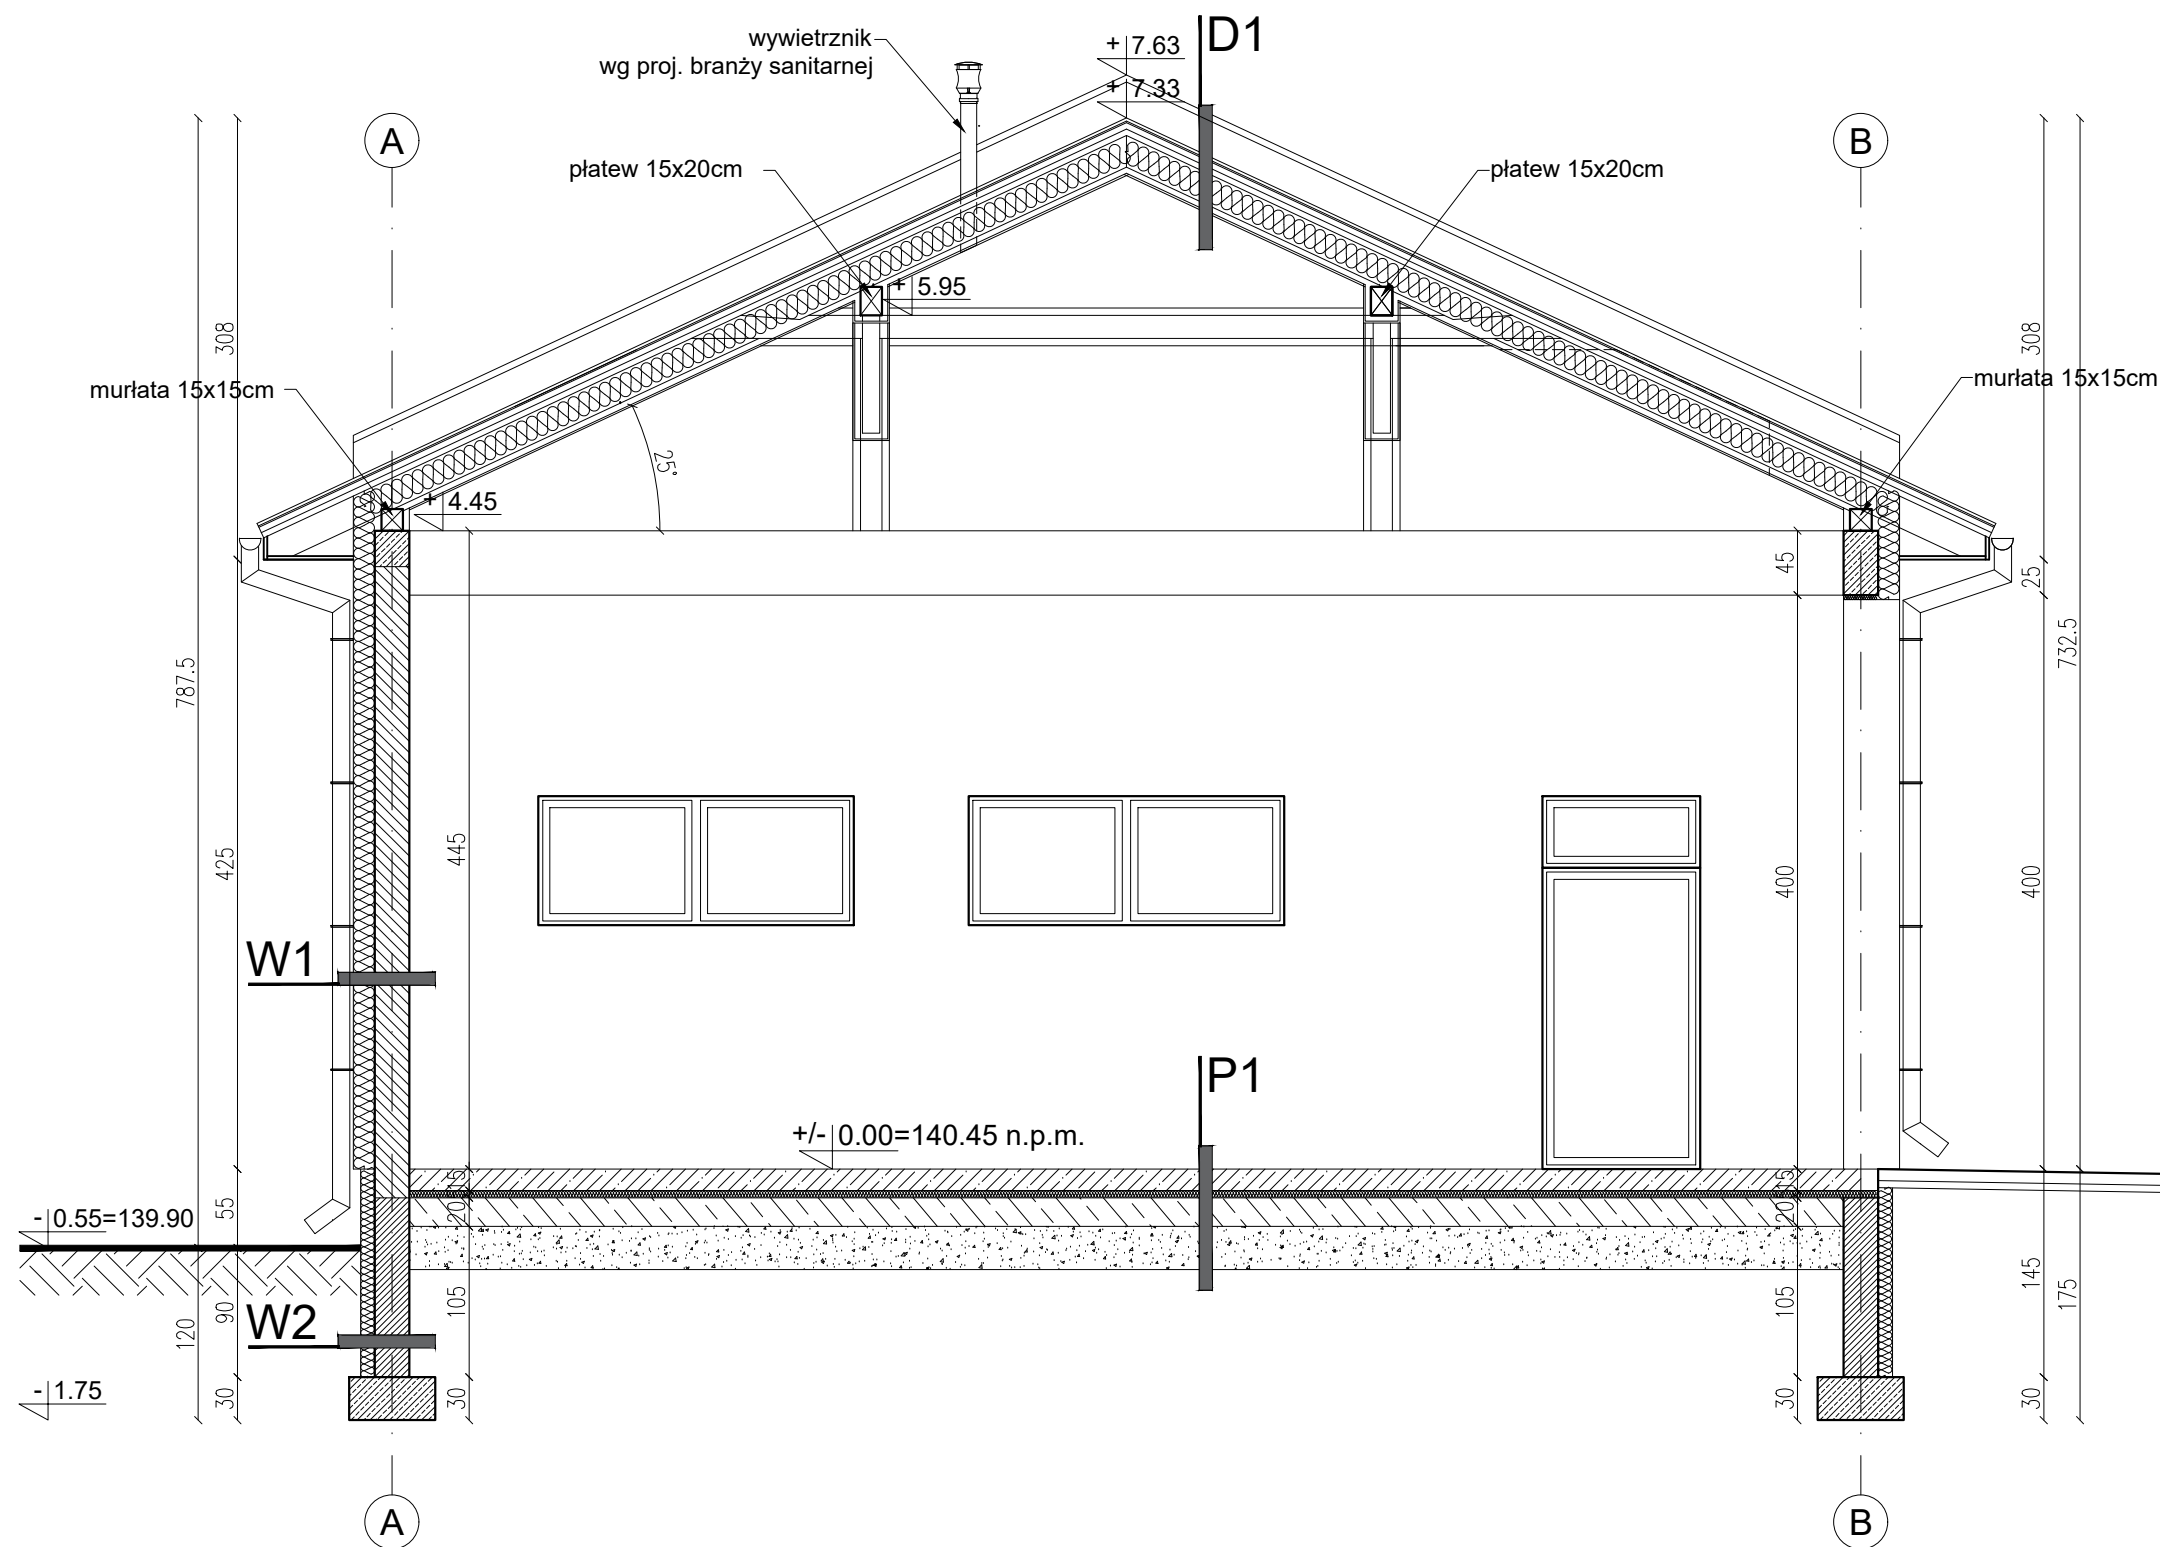 wywietrznik
wg proj. branży sanitarnej
D1
+ 7.63
+ 7.33
A
B
płatew 15x20cm
płatew 15x20cm
+ 5.95
308
308
murłata 15x15cm
murłata 15x15cm
25°
+ 4.45
45
25
787.5
732.5
425
445
400
400
W1
P1
+/- 0.00=140.45 n.p.m.
15
15
20
20
55
- 0.55=139.90
145
175
W2
90
120
105
105
- 1.75
30
30
30
30
A
B